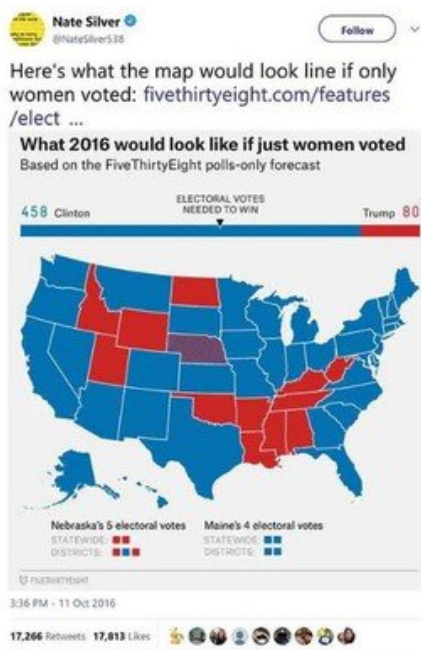 Nate Silver
@NateSilver538
Follow
Here's what the map would look line if only
women voted: fivethirtyeight.com/features
/elect ...
What 2016 would look like if just women voted
Based on the FiveThirtyEight polls-only forecast
ELECTORAL VOTES
NEEDED TO WIN
458 Clinton
Trump 80
Nebraska's 5 electoral votes
STATEWIDE:
DISTRICTS:
Maine's 4 electoral votes
STATEWIDE:
DISTRICTS:
FIVETHIRTYEIGHT
3:36 PM - 11 Oct 2016
17,266 Retweets 17,813 Likes